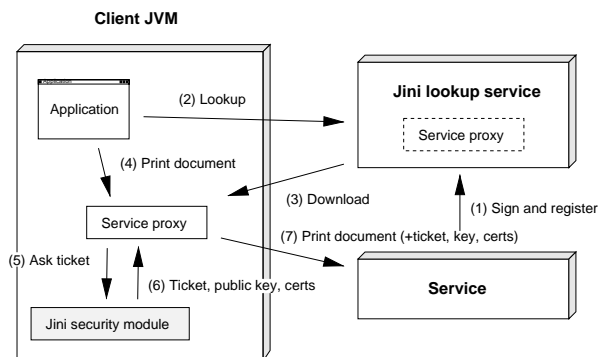 Client JVM
Application
Application
(2) Lookup
Jini lookup service
Service proxy
(4) Print document
(3) Download
(1) Sign and register
Service proxy
(7) Print document (+ticket, key, certs)
(5) Ask ticket
(6) Ticket, public key, certs
Service
Jini security module